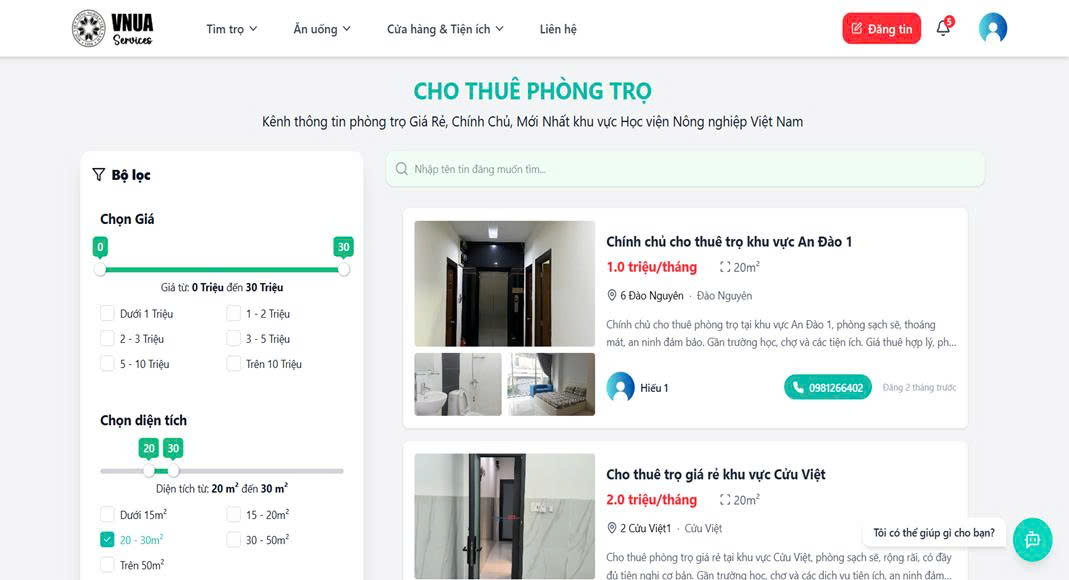 VNUA
Services
Tìm trọ
Ăn uống
Cửa hàng & Tiện ích
Liên hệ
Đăng tin
5
CHO THUÊ PHÒNG TRỌ
Kênh thông tin phòng trọ Giá Rẻ, Chính Chủ, Mới Nhất khu vực Học viện Nông nghiệp Việt Nam
Bộ lọc
Chọn Giá
0 30
Giá từ: 0 Triệu đến 30 Triệu
Dưới 1 Triệu 1 - 2 Triệu
2 - 3 Triệu 3 - 5 Triệu
5 - 10 Triệu Trên 10 Triệu
Chọn diện tích
20 30
Diện tích từ: 20 m² đến 30 m²
Dưới 15m² 15 - 20m²
20 - 30m² 30 - 50m²
Trên 50m²
Nhập tên tin đăng muốn tìm...
Chính chủ cho thuê trọ khu vực An Đào 1
1.0 triệu/tháng 20m²
6 Đào Nguyên · Đào Nguyên
Chính chủ cho thuê phòng trọ tại khu vực An Đào 1, phòng sạch sẽ, thoáng
mát, an ninh đảm bảo. Gần trường học, chợ và các tiện ích. Giá thuê hợp lý, ph...
Hiếu 1 0981266402 Đăng 2 tháng trước
Cho thuê trọ giá rẻ khu vực Cửu Việt
2.0 triệu/tháng 20m²
2 Cửu Việt1 · Cửu Việt
Cho thuê phòng trọ giá rẻ tại khu vực Cửu Việt, phòng sạch sẽ, rộng rãi, có đầy
đủ tiện nghi cơ bản. Gần trường học, chợ và các dịch vụ tiện ích, an ninh đảm...
Tôi có thể giúp gì cho bạn?